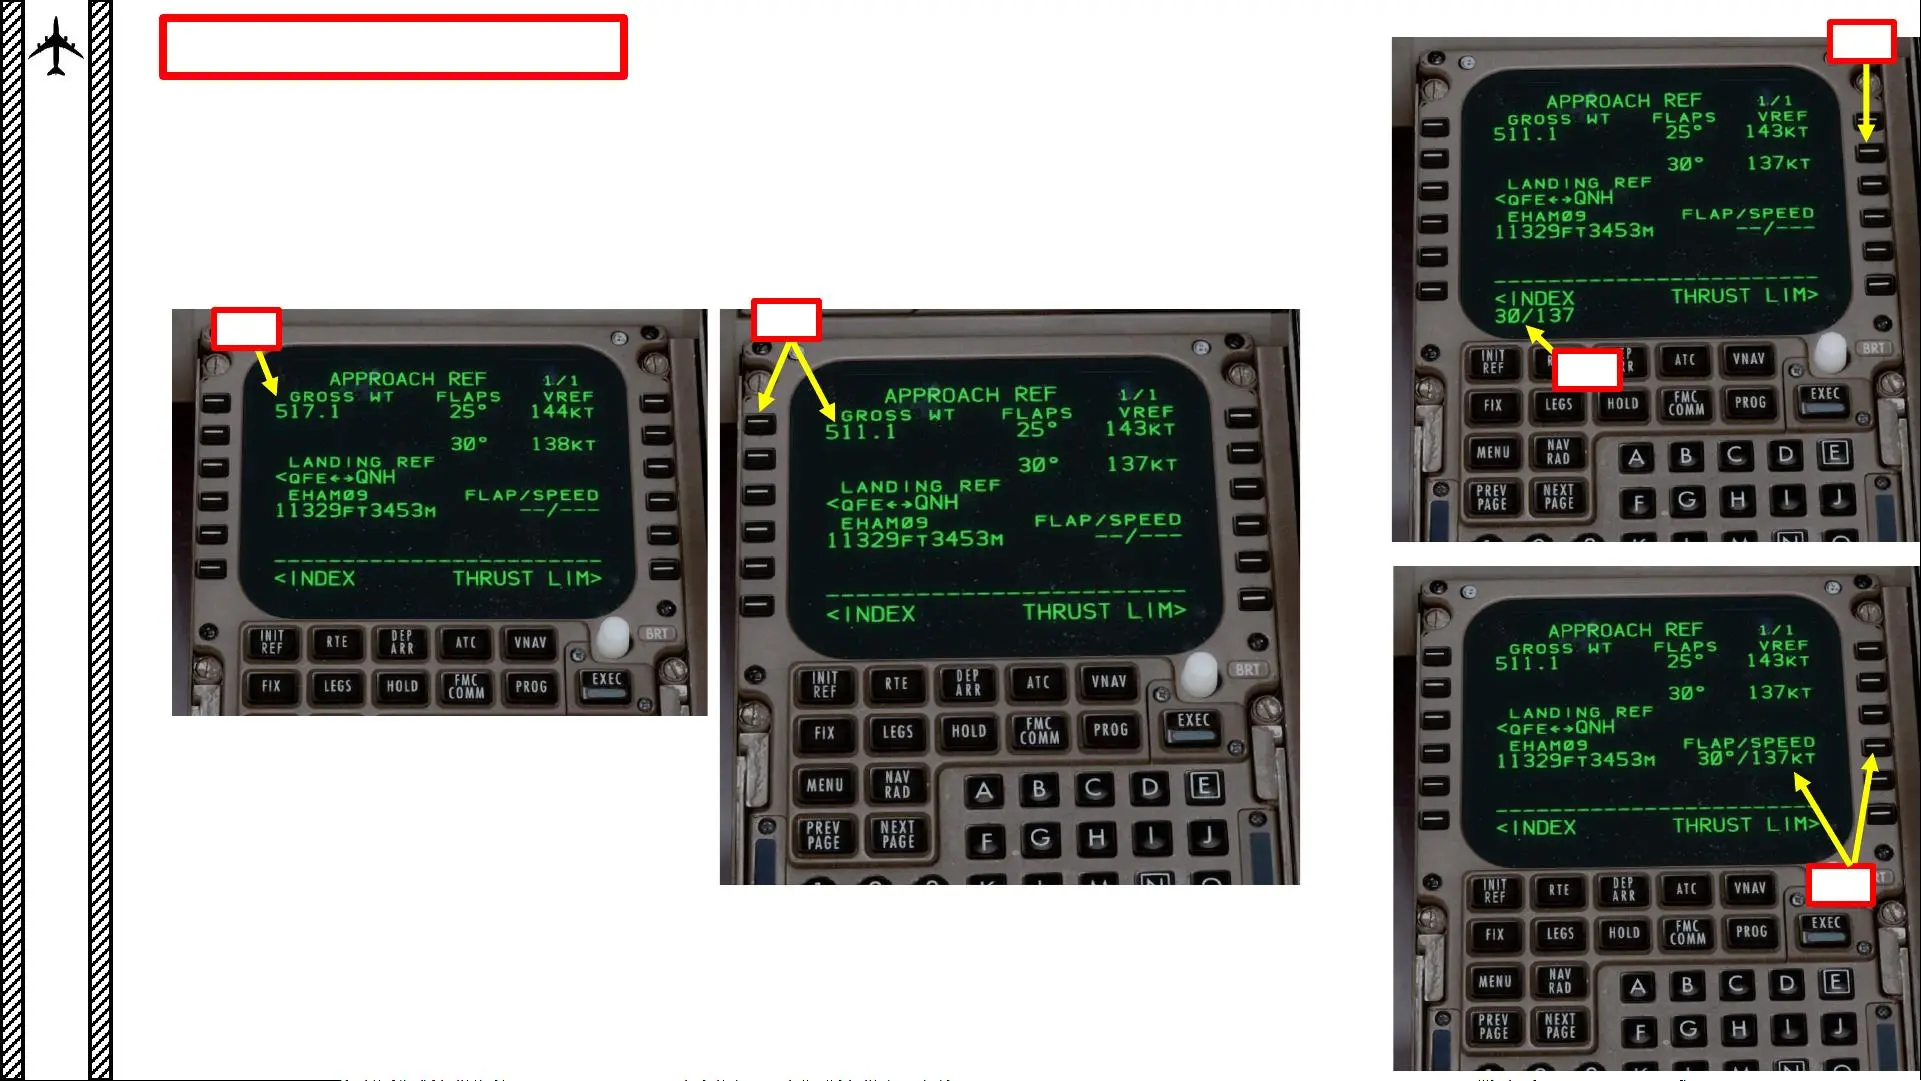 APPROACH REF 1/1
GROSS WT FLAPS VREF
517.1 25° 144KT
30° 138KT
LANDING REF
<QFE↔QNH
EHAM09 FLAP/SPEED
11329FT3453M --/---
<INDEX THRUST LIM>
INIT REF RTE DEP ARR ATC VNAV BRT
FIX LEGS HOLD FMC COMM PROG EXEC
APPROACH REF 1/1
GROSS WT FLAPS VREF
511.1 25° 143KT
30° 137KT
LANDING REF
<QFE↔QNH
EHAM09 FLAP/SPEED
11329FT3453M --/---
<INDEX THRUST LIM>
INIT REF RTE DEP ARR ATC VNAV BRT
FIX LEGS HOLD FMC COMM PROG EXEC
MENU NAV RAD A B C D E
PREV PAGE NEXT PAGE F G H I J
APPROACH REF 1/1
GROSS WT FLAPS VREF
511.1 25° 143KT
30° 137KT
LANDING REF
<QFE↔QNH
EHAM09 FLAP/SPEED
11329FT3453M --/---
<INDEX THRUST LIM>
30/137
INIT REF ATC VNAV BRT
FIX LEGS HOLD FMC COMM PROG EXEC
MENU NAV RAD A B C D E
PREV PAGE NEXT PAGE F G H I J
APPROACH REF 1/1
GROSS WT FLAPS VREF
511.1 25° 143KT
30° 137KT
LANDING REF
<QFE↔QNH
EHAM09 FLAP/SPEED
11329FT3453M 30°/137KT
<INDEX THRUST LIM>
INIT REF RTE DEP ARR ATC VNAV
FIX LEGS HOLD FMC COMM PROG EXEC
MENU NAV RAD A B C D E
PREV PAGE NEXT PAGE F G H I J